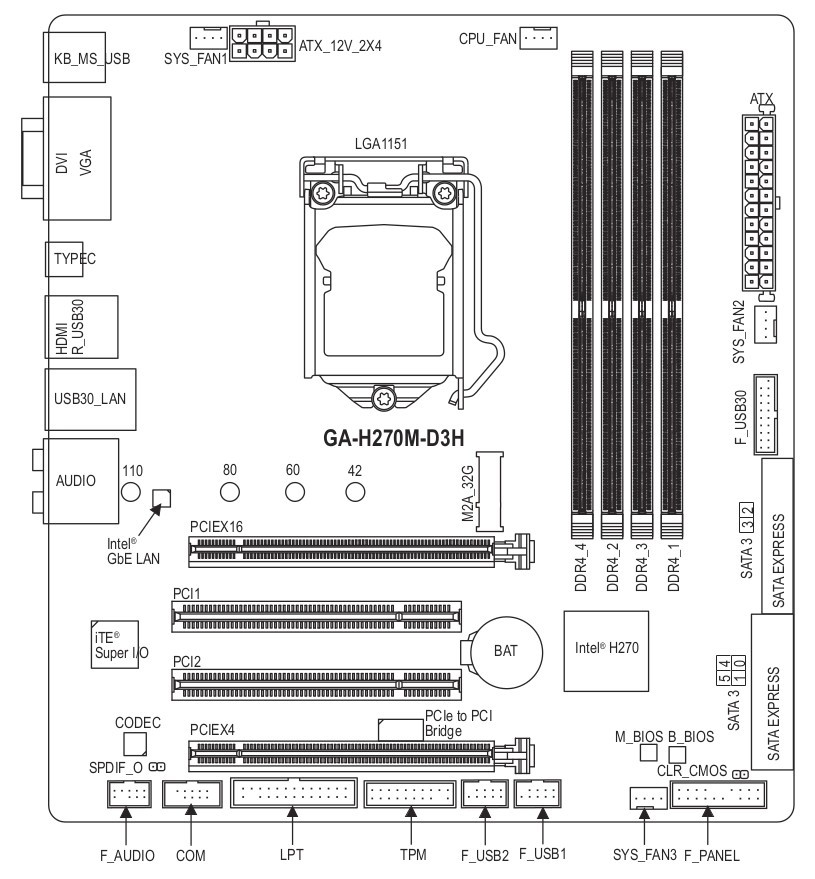 SYS_FAN1
ATX_12V_2X4
CPU_FAN
KB_MS_USB
ATX
DVI
VGA
LGA1151
TYPEC
HDMI
R_USB30
SYS_FAN2
USB30_LAN
F_USB30
GA-H270M-D3H
AUDIO
110
80
60
42
M2A_32G
Intel®
GbE LAN
PCIEX16
DDR4_4
DDR4_2
DDR4_3
DDR4_1
SATA 3
3 2
SATA EXPRESS
PCI1
iTE®
Super I/O
BAT
Intel® H270
PCI2
SATA 3
5 4
1 0
SATA EXPRESS
CODEC
PCIEX4
PCIe to PCI
Bridge
M_BIOS
B_BIOS
SPDIF_O
CLR_CMOS
F_AUDIO
COM
LPT
TPM
F_USB2
F_USB1
SYS_FAN3
F_PANEL